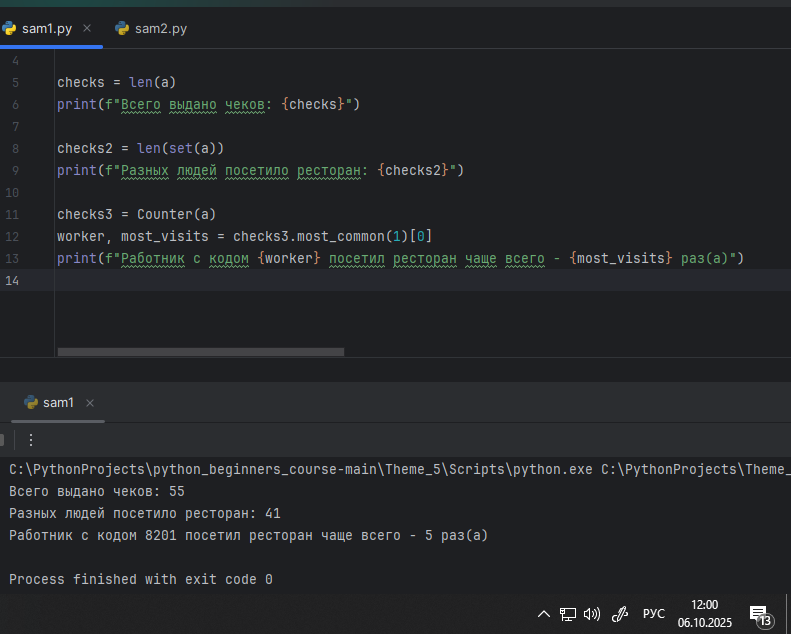 sam1.py
sam2.py
4
5 checks = len(a)
6 print(f"Всего выдано чеков: {checks}")
7
8 checks2 = len(set(a))
9 print(f"Разных людей посетило ресторан: {checks2}")
10
11 checks3 = Counter(a)
12 worker, most_visits = checks3.most_common(1)[0]
13 print(f"Работник с кодом {worker} посетил ресторан чаще всего - {most_visits} раз(а)")
14
sam1
C:\PythonProjects\python_beginners_course-main\Theme_5\Scripts\python.exe C:\PythonProjects\Theme_
Всего выдано чеков: 55
Разных людей посетило ресторан: 41
Работник с кодом 8201 посетил ресторан чаще всего - 5 раз(а)
Process finished with exit code 0
РУС
12:00
06.10.2025
13